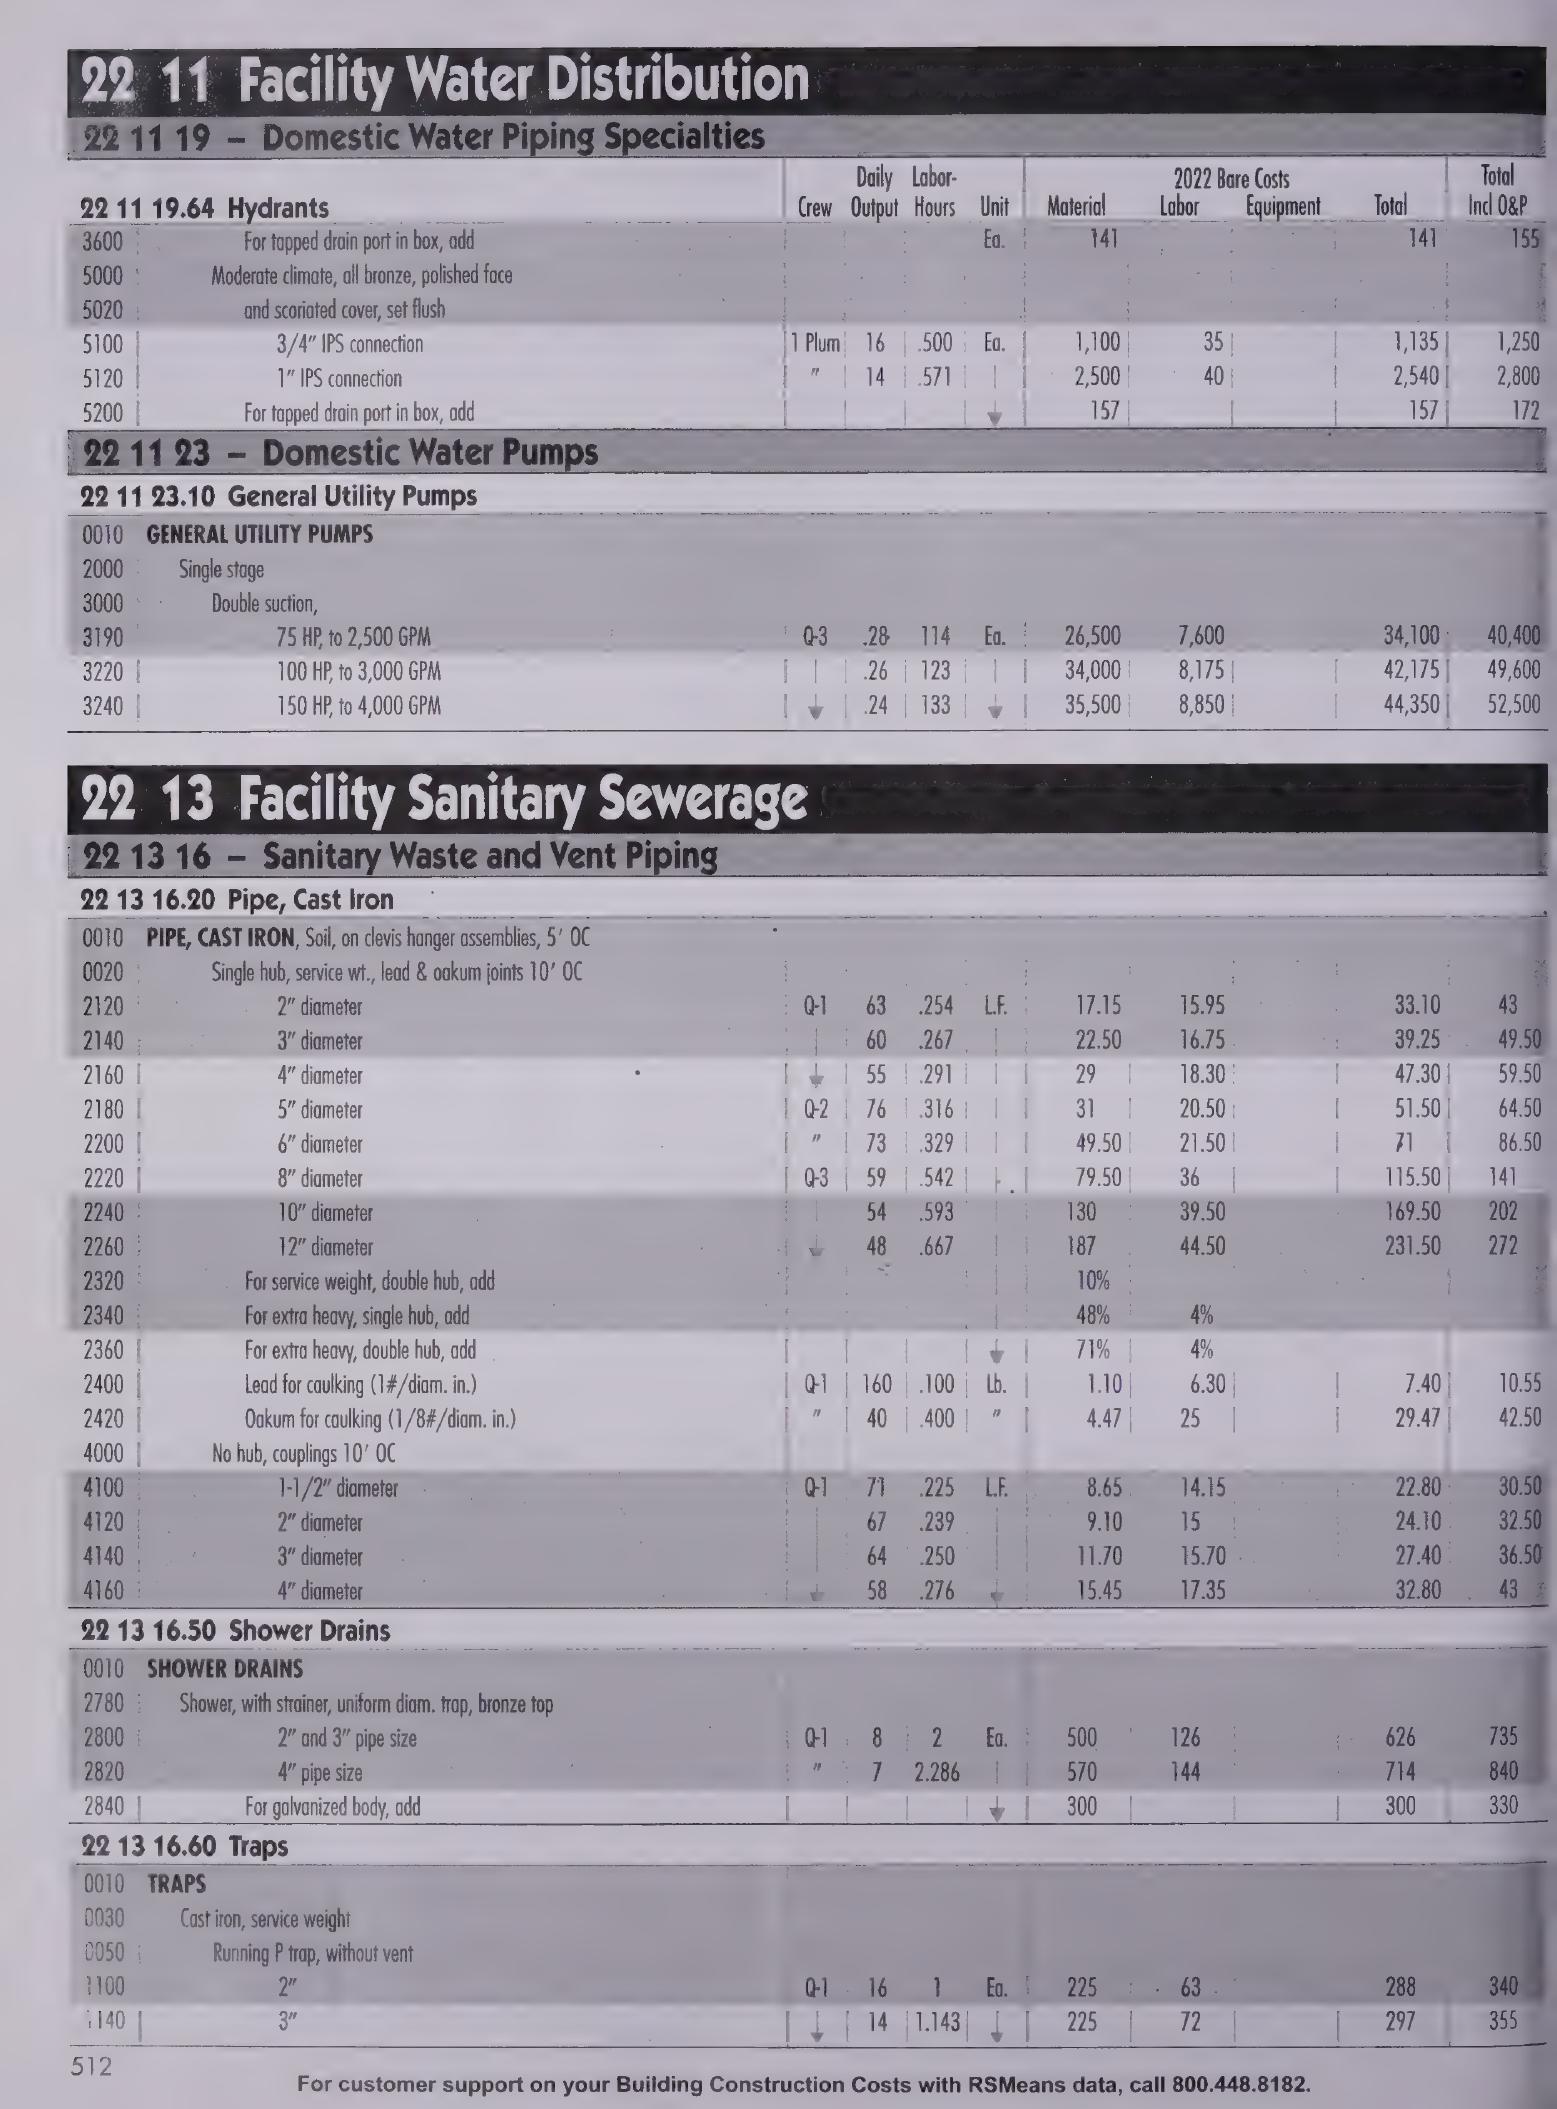 22 11 Facility Water Distribution
22 11 19 – Domestic Water Piping Specialties
Daily Labor- 2022 Bare Costs Total
22 11 19.64 Hydrants Crew Output Hours Unit Material Labor Equipment Total Incl O&P
3600 For tapped drain port in box, add Ea. 141 141 155
5000 Moderate climate, all bronze, polished face
5020 and scoriated cover, set flush
5100 3/4" IPS connection 1 Plum 16 .500 Ea. 1,100 35 1,135 1,250
5120 1" IPS connection " 14 .571 2,500 40 2,540 2,800
5200 For tapped drain port in box, add 157 157 172
22 11 23 – Domestic Water Pumps
22 11 23.10 General Utility Pumps
0010 GENERAL UTILITY PUMPS
2000 Single stage
3000 Double suction,
3190 75 HP, to 2,500 GPM Q-3 .28 114 Ea. 26,500 7,600 34,100 40,400
3220 100 HP, to 3,000 GPM .26 123 34,000 8,175 42,175 49,600
3240 150 HP, to 4,000 GPM .24 133 35,500 8,850 44,350 52,500
22 13 Facility Sanitary Sewerage
22 13 16 – Sanitary Waste and Vent Piping
22 13 16.20 Pipe, Cast Iron
0010 PIPE, CAST IRON, Soil, on clevis hanger assemblies, 5' OC
0020 Single hub, service wt., lead & oakum joints 10' OC
2120 2" diameter Q-1 63 .254 L.F. 17.15 15.95 33.10 43
2140 3" diameter 60 .267 22.50 16.75 39.25 49.50
2160 4" diameter 55 .291 29 18.30 47.30 59.50
2180 5" diameter Q-2 76 .316 31 20.50 51.50 64.50
2200 6" diameter " 73 .329 49.50 21.50 71 86.50
2220 8" diameter Q-3 59 .542 79.50 36 115.50 141
2240 10" diameter 54 .593 130 39.50 169.50 202
2260 12" diameter 48 .667 187 44.50 231.50 272
2320 For service weight, double hub, add 10%
2340 For extra heavy, single hub, add 48% 4%
2360 For extra heavy, double hub, add 71% 4%
2400 Lead for caulking (1#/diam. in.) Q-1 160 .100 Lb. 1.10 6.30 7.40 10.55
2420 Oakum for caulking (1/8#/diam. in.) " 40 .400 " 4.47 25 29.47 42.50
4000 No hub, couplings 10' OC
4100 1-1/2" diameter Q-1 71 .225 L.F. 8.65 14.15 22.80 30.50
4120 2" diameter 67 .239 9.10 15 24.10 32.50
4140 3" diameter 64 .250 11.70 15.70 27.40 36.50
4160 4" diameter 58 .276 15.45 17.35 32.80 43
22 13 16.50 Shower Drains
0010 SHOWER DRAINS
2780 Shower, with strainer, uniform diam. trap, bronze top
2800 2" and 3" pipe size Q-1 8 2 Ea. 500 126 626 735
2820 4" pipe size " 7 2.286 570 144 714 840
2840 For galvanized body, add 300 300 330
22 13 16.60 Traps
0010 TRAPS
0030 Cast iron, service weight
0050 Running P trap, without vent
1100 2" Q-1 16 1 Ea. 225 63 288 340
1140 3" 14 1.143 225 72 297 355
512
For customer support on your Building Construction Costs with RSMeans data, call 800.448.8182.